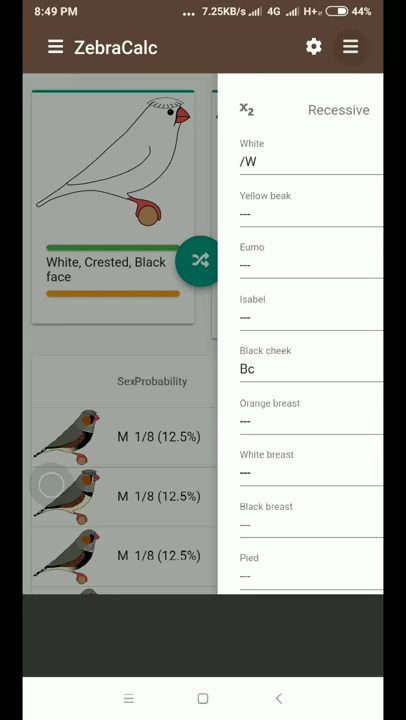 8:49 PM ... 7.25KB/s 4G H+ 44%
ZebraCalc
White, Crested, Black
face
SexProbability
M 1/8 (12.5%)
M 1/8 (12.5%)
M 1/8 (12.5%)
x₂ Recessive
White
/W
Yellow beak
---
Eumo
---
Isabel
---
Black cheek
Bc
Orange breast
---
White breast
---
Black breast
---
Pied
---